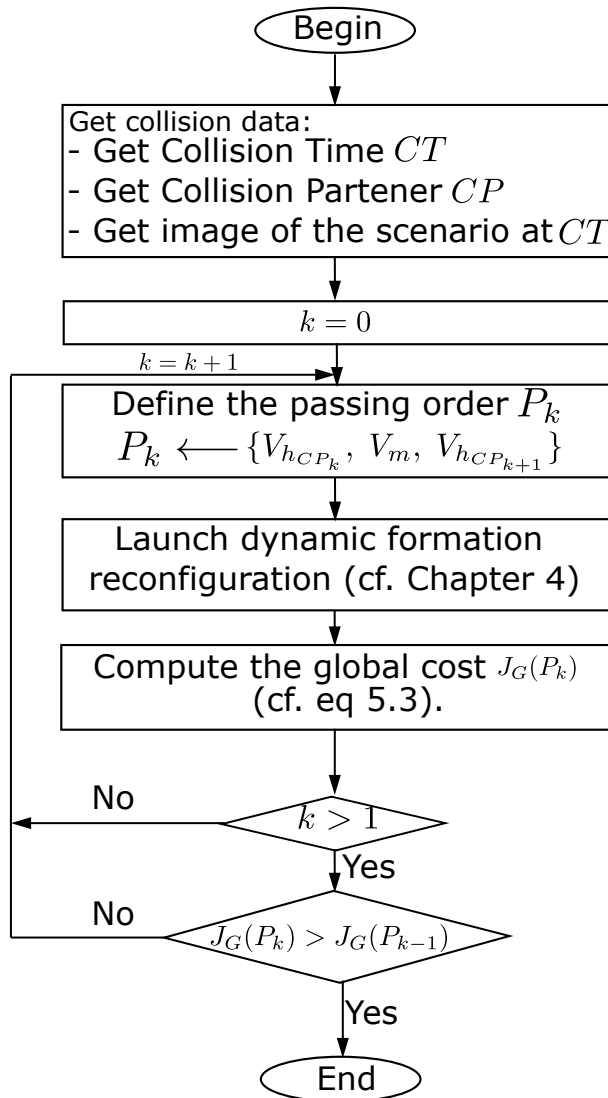 Begin
Get collision data:
- Get Collision Time CT
- Get Collision Partener CP
- Get image of the scenario at CT
k = 0
k = k + 1
Define the passing order P_k
P_k ⟵ {V_{h_{CP_k}}, V_m, V_{h_{CP_{k+1}}}}
Launch dynamic formation
reconfiguration (cf. Chapter 4)
Compute the global cost J_G(P_k)
(cf. eq 5.3).
No
k > 1
Yes
No
J_G(P_k) > J_G(P_{k-1})
Yes
End